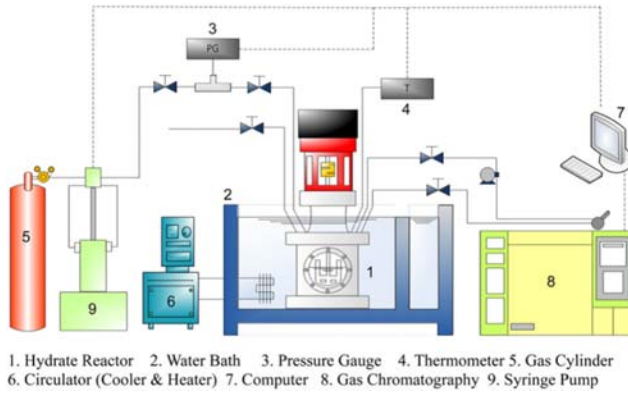 3
PG
T
4
7
2
5
1
6
9
8
1. Hydrate Reactor 2. Water Bath 3. Pressure Gauge 4. Thermometer 5. Gas Cylinder
6. Circulator (Cooler & Heater) 7. Computer 8. Gas Chromatography 9. Syringe Pump